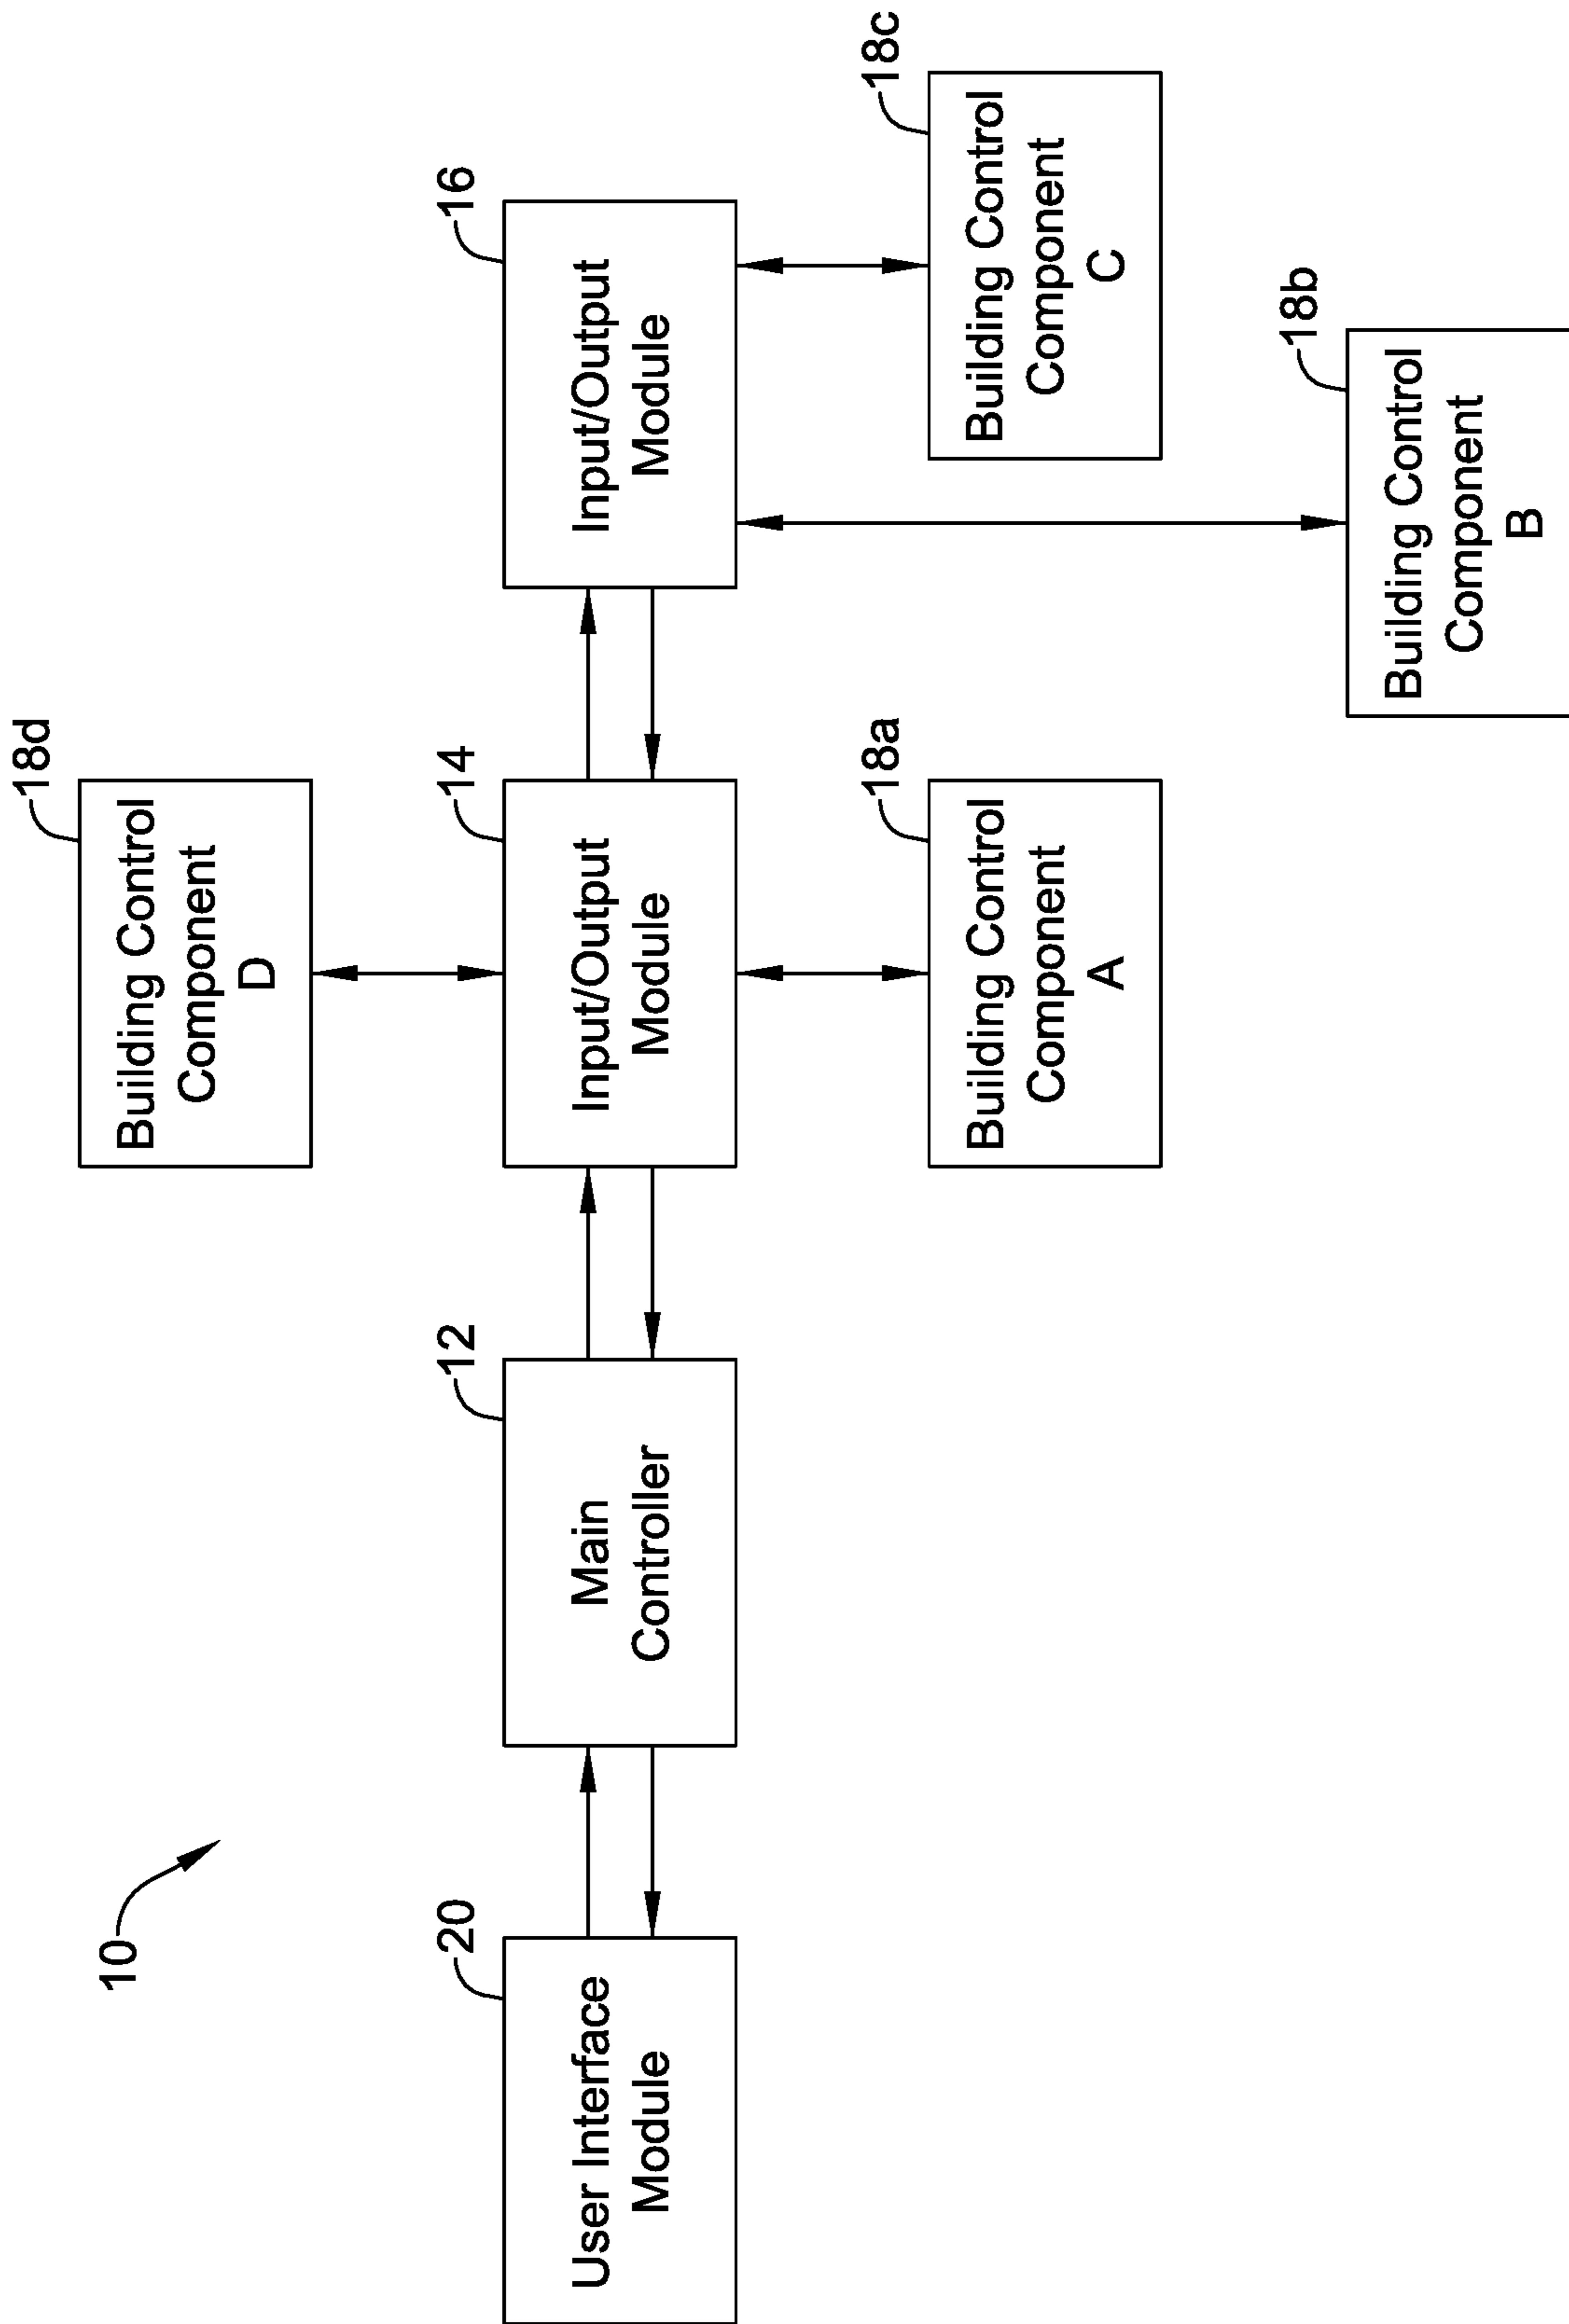 10
18d
Building Control
Component
D
20
User Interface
Module
12
Main
Controller
14
Input/Output
Module
16
Input/Output
Module
18a
Building Control
Component
A
18c
Building Control
Component
C
18b
Building Control
Component
B